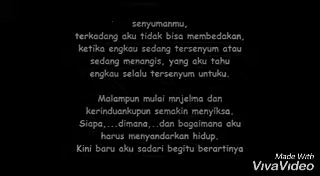 senyumanmu,
terkadang aku tidak bisa membedakan,
ketika engkau sedang tersenyum atau
sedang menangis, yang aku tahu
engkau selalu tersenyum untuku.
Malampun mulai mnjelma dan
kerinduankupun semakin menyiksa.
Siapa,...dimana,..dan bagaimana aku
harus menyandarkan hidup.
Kini baru aku sadari begitu berartinya
Made With
VivaVideo